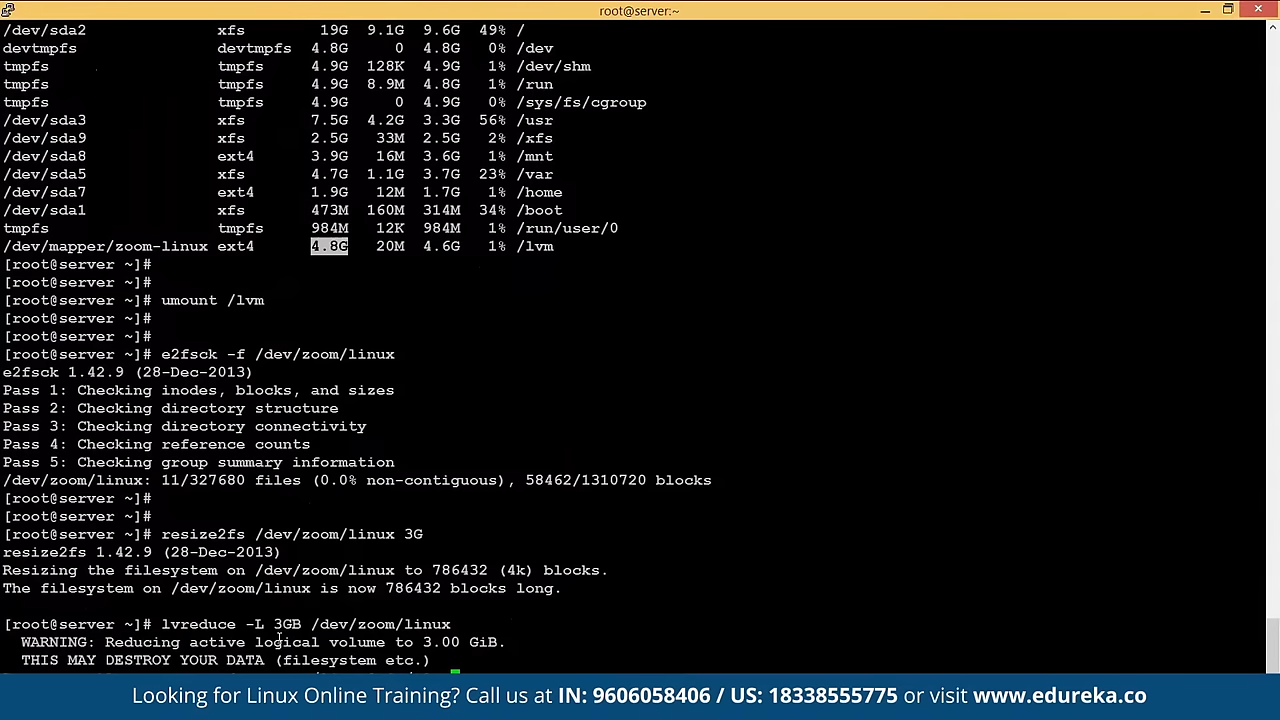 root@server:~
/dev/sda2 xfs 19G 9.1G 9.6G 49% /
devtmpfs devtmpfs 4.8G 0 4.8G 0% /dev
tmpfs tmpfs 4.9G 128K 4.9G 1% /dev/shm
tmpfs tmpfs 4.9G 8.9M 4.8G 1% /run
tmpfs tmpfs 4.9G 0 4.9G 0% /sys/fs/cgroup
/dev/sda3 xfs 7.5G 4.2G 3.3G 56% /usr
/dev/sda9 xfs 2.5G 33M 2.5G 2% /xfs
/dev/sda8 ext4 3.9G 16M 3.6G 1% /mnt
/dev/sda5 xfs 4.7G 1.1G 3.7G 23% /var
/dev/sda7 ext4 1.9G 12M 1.7G 1% /home
/dev/sda1 xfs 473M 160M 314M 34% /boot
tmpfs tmpfs 984M 12K 984M 1% /run/user/0
/dev/mapper/zoom-linux ext4 4.8G 20M 4.6G 1% /lvm
[root@server ~]#
[root@server ~]#
[root@server ~]# umount /lvm
[root@server ~]#
[root@server ~]#
[root@server ~]# e2fsck -f /dev/zoom/linux
e2fsck 1.42.9 (28-Dec-2013)
Pass 1: Checking inodes, blocks, and sizes
Pass 2: Checking directory structure
Pass 3: Checking directory connectivity
Pass 4: Checking reference counts
Pass 5: Checking group summary information
/dev/zoom/linux: 11/327680 files (0.0% non-contiguous), 58462/1310720 blocks
[root@server ~]#
[root@server ~]#
[root@server ~]# resize2fs /dev/zoom/linux 3G
resize2fs 1.42.9 (28-Dec-2013)
Resizing the filesystem on /dev/zoom/linux to 786432 (4k) blocks.
The filesystem on /dev/zoom/linux is now 786432 blocks long.
[root@server ~]# lvreduce -L 3GB /dev/zoom/linux
WARNING: Reducing active logical volume to 3.00 GiB.
THIS MAY DESTROY YOUR DATA (filesystem etc.)
Looking for Linux Online Training? Call us at IN: 9606058406 / US: 18338555775 or visit www.edureka.co